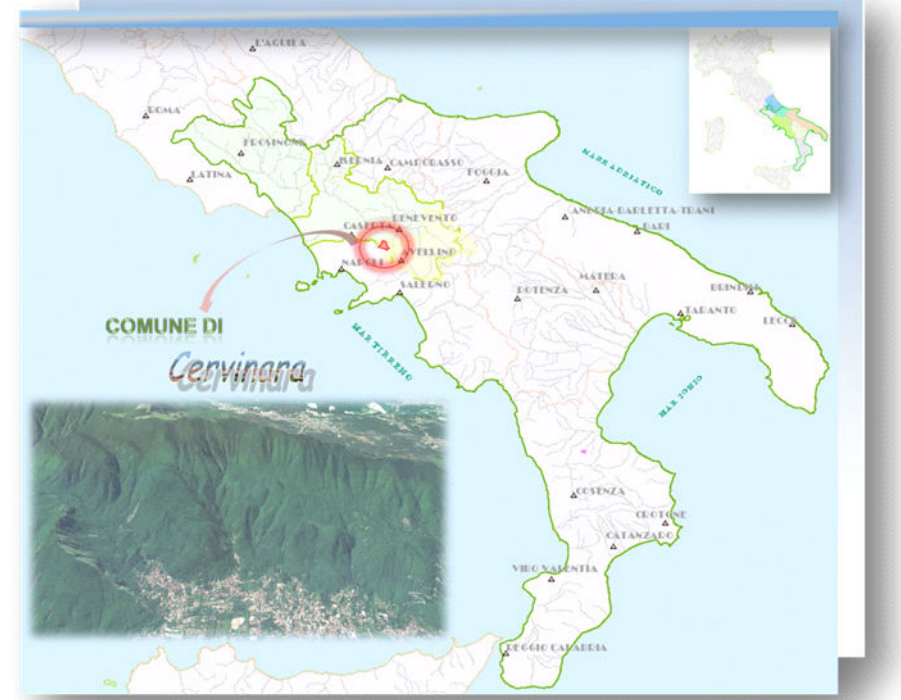 L'AQUILA
ROMA
FROSINONE
ISERNIA
CAMPOBASSO
LATINA
FOGGIA
MARE ADRIATICO
BENEVENTO
ANDRIA-BARLETTA-TRANI
CASERTA
BARI
AVELLINO
NAPOLI
SALERNO
MATERA
POTENZA
BRINDISI
TARANTO
LECCE
COMUNE DI
Cervinara
MAR TIRRENO
MAR JONIO
COSENZA
CROTONE
CATANZARO
VIBO VALENTIA
REGGIO CALABRIA